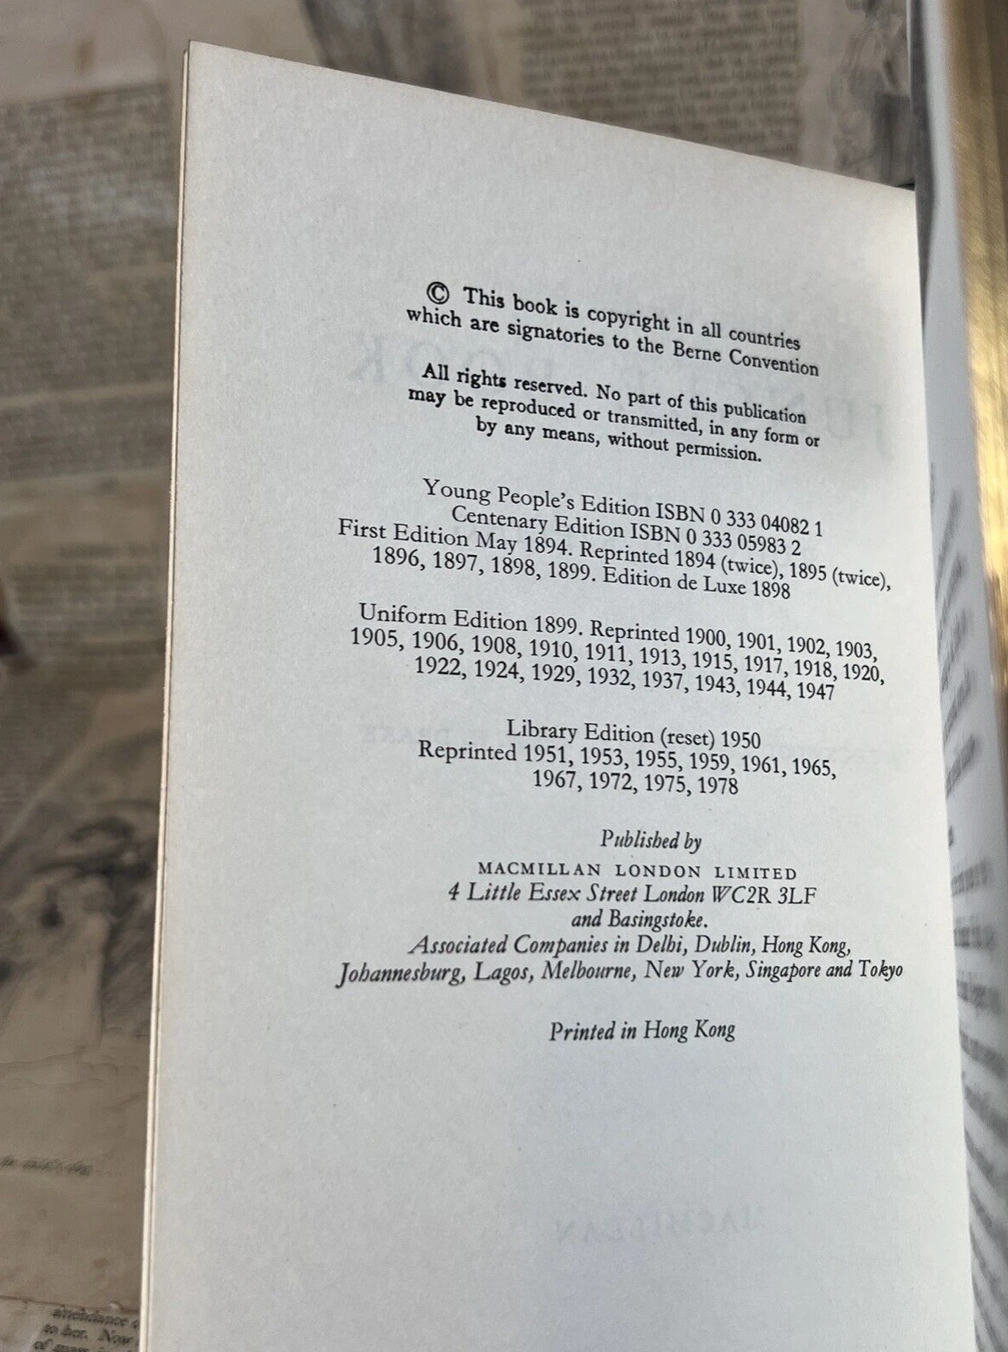 © This book is copyright in all countries
which are signatories to the Berne Convention
All rights reserved. No part of this publication
may be reproduced or transmitted, in any form or
by any means, without permission.
Young People's Edition ISBN 0 333 04082 1
Centenary Edition ISBN 0 333 05983 2
First Edition May 1894. Reprinted 1894 (twice), 1895 (twice),
1896, 1897, 1898, 1899. Edition de Luxe 1898
Uniform Edition 1899. Reprinted 1900, 1901, 1902, 1903,
1905, 1906, 1908, 1910, 1911, 1913, 1915, 1917, 1918, 1920,
1922, 1924, 1929, 1932, 1937, 1943, 1944, 1947
Library Edition (reset) 1950
Reprinted 1951, 1953, 1955, 1959, 1961, 1965,
1967, 1972, 1975, 1978
Published by
MACMILLAN LONDON LIMITED
4 Little Essex Street London WC2R 3LF
and Basingstoke.
Associated Companies in Delhi, Dublin, Hong Kong,
Johannesburg, Lagos, Melbourne, New York, Singapore and Tokyo
Printed in Hong Kong
attendance
to her. Now